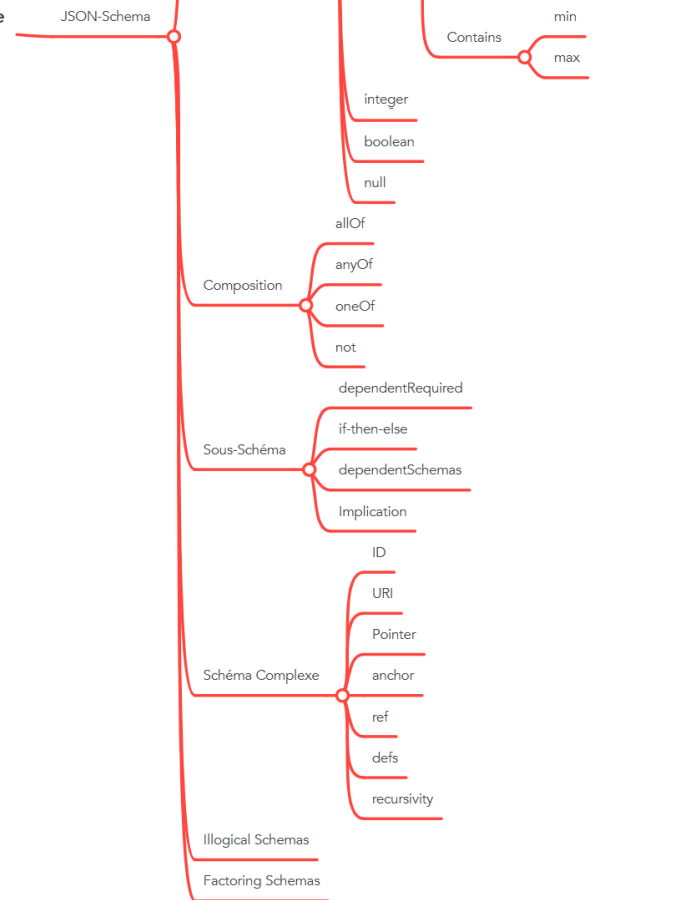 e
JSON-Schema
min
Contains
max
integer
boolean
null
allOf
Composition
anyOf
oneOf
not
dependentRequired
if-then-else
Sous-Schéma
dependentSchemas
Implication
ID
URI
Pointer
Schéma Complexe
anchor
ref
defs
recursivity
Illogical Schemas
Factoring Schemas